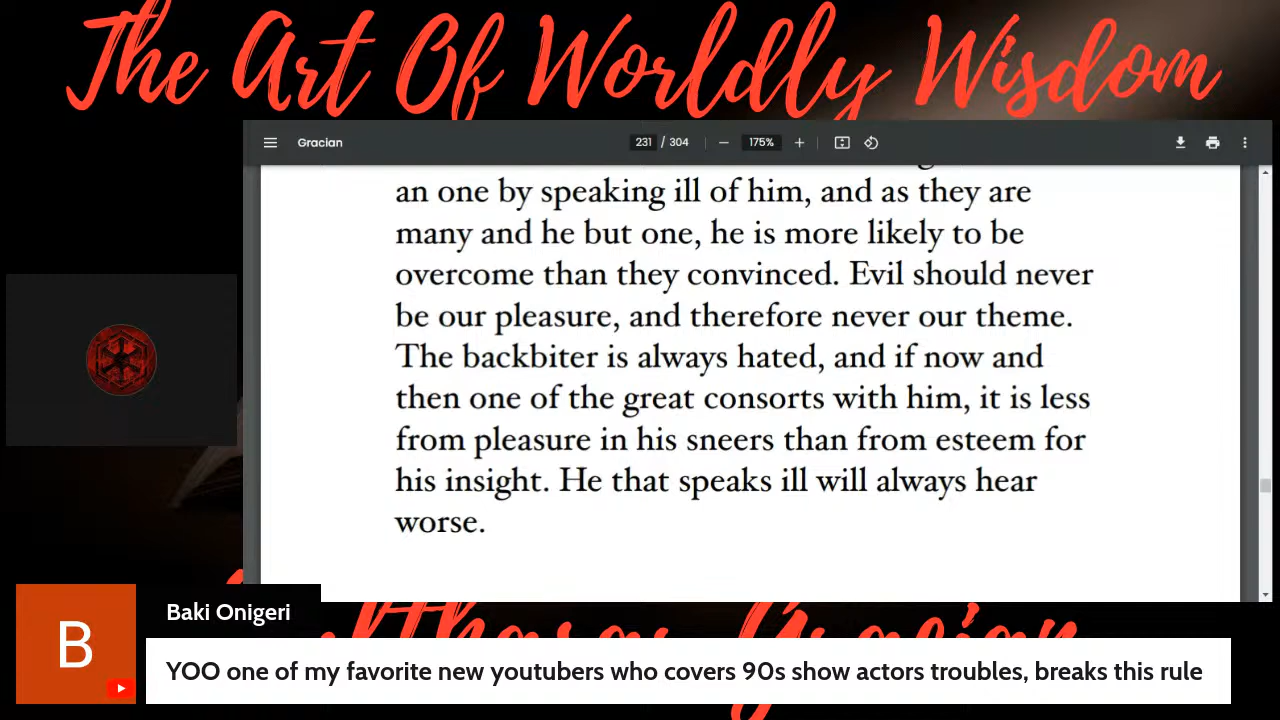 The Art Of Worldly Wisdom
Gracian
231 / 304
175%
an one by speaking ill of him, and as they are
many and he but one, he is more likely to be
overcome than they convinced. Evil should never
be our pleasure, and therefore never our theme.
The backbiter is always hated, and if now and
then one of the great consorts with him, it is less
from pleasure in his sneers than from esteem for
his insight. He that speaks ill will always hear
worse.
B
Baki Onigeri
YOO one of my favorite new youtubers who covers 90s show actors troubles, breaks this rule